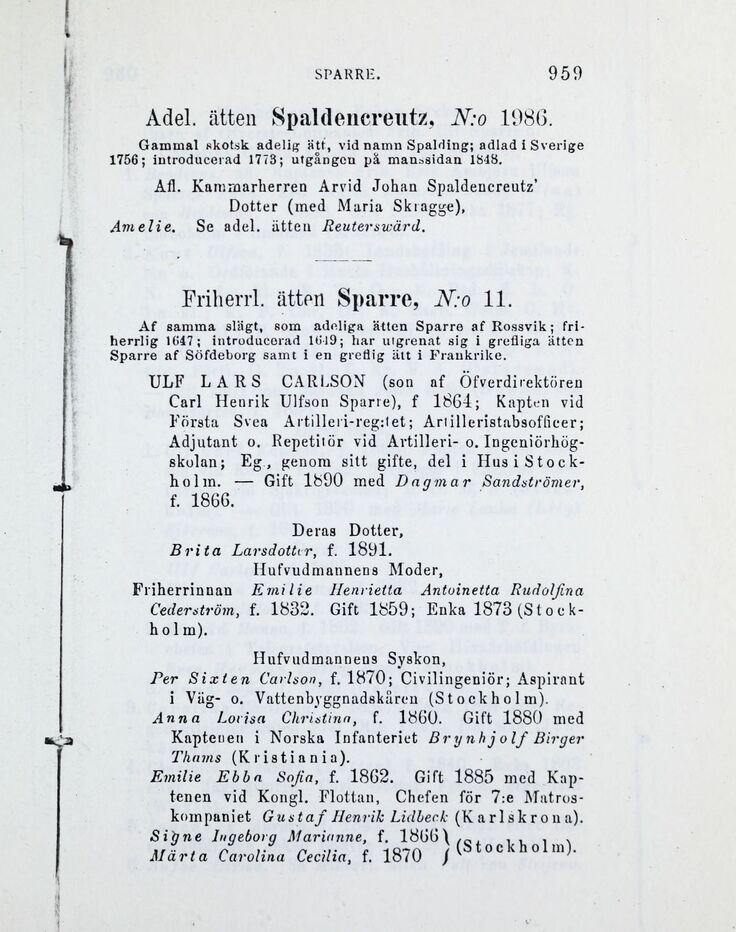 SPARRE. 959
Adel. ätten Spaldencreutz, N:o 1986.
Gammal skotsk adelig ätt, vid namn Spalding; adlad i Sverige
1756; introducerad 1773; utgången på manssidan 1848.
Afl. Kammarherren Arvid Johan Spaldencreutz'
Dotter (med Maria Skragge),
Amelie. Se adel. ätten Reuterswärd.
Friherrl. ätten Sparre, N:o 11.
Af samma slägt, som adeliga ätten Sparre af Rossvik; fri-
herrlig 1647; introducerad 1649; har utgrenat sig i grefliga ätten
Sparre af Söfdeborg samt i en greflig ätt i Frankrike.
ULF LARS CARLSON (son af Öfverdirektören
Carl Henrik Ulfson Sparre), f 1864; Kapten vid
Första Svea Artilleri-reg:tet; Artilleristabsofficer;
Adjutant o. Repetitör vid Artilleri- o. Ingeniörhög-
skolan; Eg., genom sitt gifte, del i Hus i Stock-
holm. — Gift 1890 med Dagmar Sandströmer,
f. 1866.
Deras Dotter,
Brita Larsdotter, f. 1891.
Hufvudmannens Moder,
Friherrinnan Emilie Henrietta Antoinetta Rudolfina
Cederström, f. 1832. Gift 1859; Enka 1873 (Stock-
holm).
Hufvudmannens Syskon,
Per Sixten Carlson, f. 1870; Civilingeniör; Aspirant
i Väg- o. Vattenbyggnadskåren (Stockholm).
Anna Lovisa Christina, f. 1860. Gift 1880 med
Kaptenen i Norska Infanteriet Brynhjolf Birger
Thams (Kristiania).
Emilie Ebba Sofia, f. 1862. Gift 1885 med Kap-
tenen vid Kongl. Flottan, Chefen för 7:e Matros-
kompaniet Gustaf Henrik Lidbeck (Karlskrona).
Signe Ingeborg Marianne, f. 1866 }
Märta Carolina Cecilia, f. 1870 } (Stockholm).